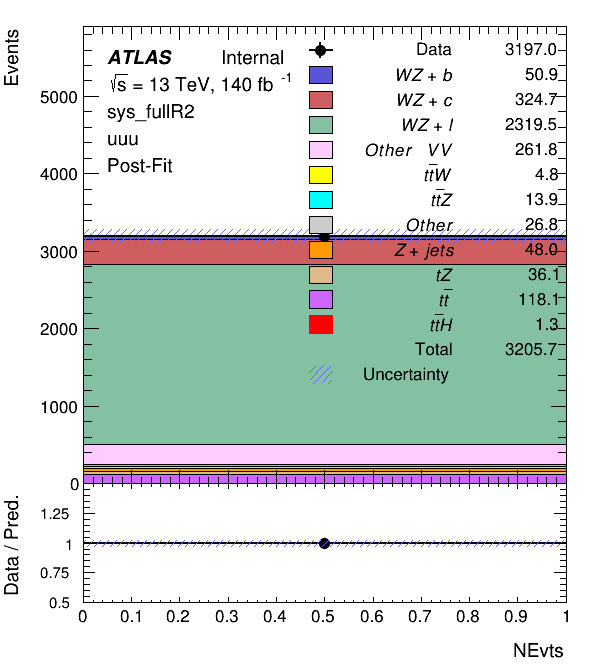 Events
ATLAS Internal
√s = 13 TeV, 140 fb -1
sys_fullR2
uuu
Post-Fit
Data 3197.0
WZ + b 50.9
WZ + c 324.7
WZ + l 2319.5
Other VV 261.8
tt̅W 4.8
tt̅Z 13.9
Other 26.8
Z + jets 48.0
tZ 36.1
tt̅ 118.1
tt̅H 1.3
Total 3205.7
Uncertainty
5000
4000
3000
2000
1000
0
Data / Pred.
1.25
1
0.75
0.5
0 0.1 0.2 0.3 0.4 0.5 0.6 0.7 0.8 0.9 1
NEvts